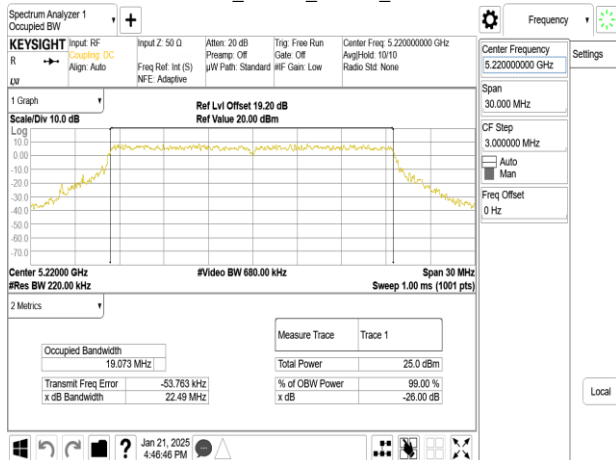 Spectrum Analyzer 1
Occupied BW
+
Frequency
KEYSIGHT
R
LXI
Input: RF
Coupling: DC
Align: Auto
Input Z: 50 Ω
Freq Ref: Int (S)
NFE: Adaptive
Atten: 20 dB
Preamp: Off
µW Path: Standard
Trig: Free Run
Gate: Off
#IF Gain: Low
Center Freq: 5.220000000 GHz
Avg|Hold: 10/10
Radio Std: None
Center Frequency
5.220000000 GHz
Settings
Span
30.000 MHz
CF Step
3.000000 MHz
Auto
Man
Freq Offset
0 Hz
Local
1 Graph
Scale/Div 10.0 dB
Ref Lvl Offset 19.20 dB
Ref Value 20.00 dBm
Log
10.0
0.00
-10.0
-20.0
-30.0
-40.0
-50.0
-60.0
-70.0
Center 5.22000 GHz
#Video BW 680.00 kHz
Span 30 MHz
#Res BW 220.00 kHz
Sweep 1.00 ms (1001 pts)
2 Metrics
Measure Trace Trace 1
Occupied Bandwidth
19.073 MHz
Total Power 25.0 dBm
Transmit Freq Error -53.763 kHz
% of OBW Power 99.00 %
x dB Bandwidth 22.49 MHz
x dB -26.00 dB
?
Jan 21, 2025
4:46:46 PM